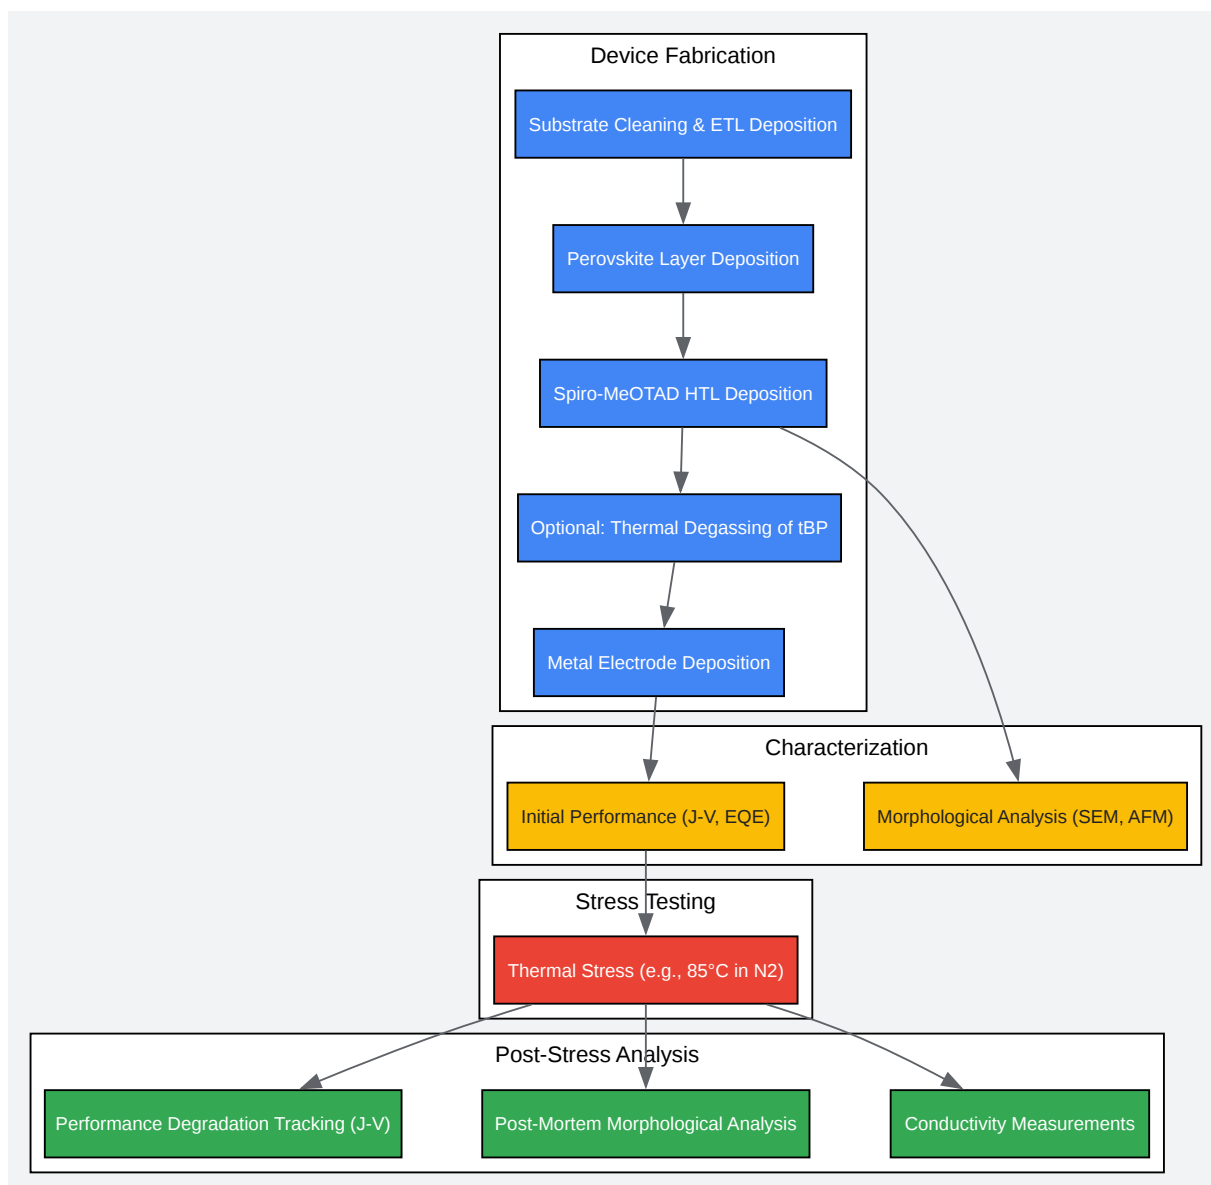 Device Fabrication
Substrate Cleaning & ETL Deposition
Perovskite Layer Deposition
Spiro-MeOTAD HTL Deposition
Optional: Thermal Degassing of tBP
Metal Electrode Deposition
Characterization
Initial Performance (J-V, EQE)
Morphological Analysis (SEM, AFM)
Stress Testing
Thermal Stress (e.g., 85°C in N2)
Post-Stress Analysis
Performance Degradation Tracking (J-V)
Post-Mortem Morphological Analysis
Conductivity Measurements